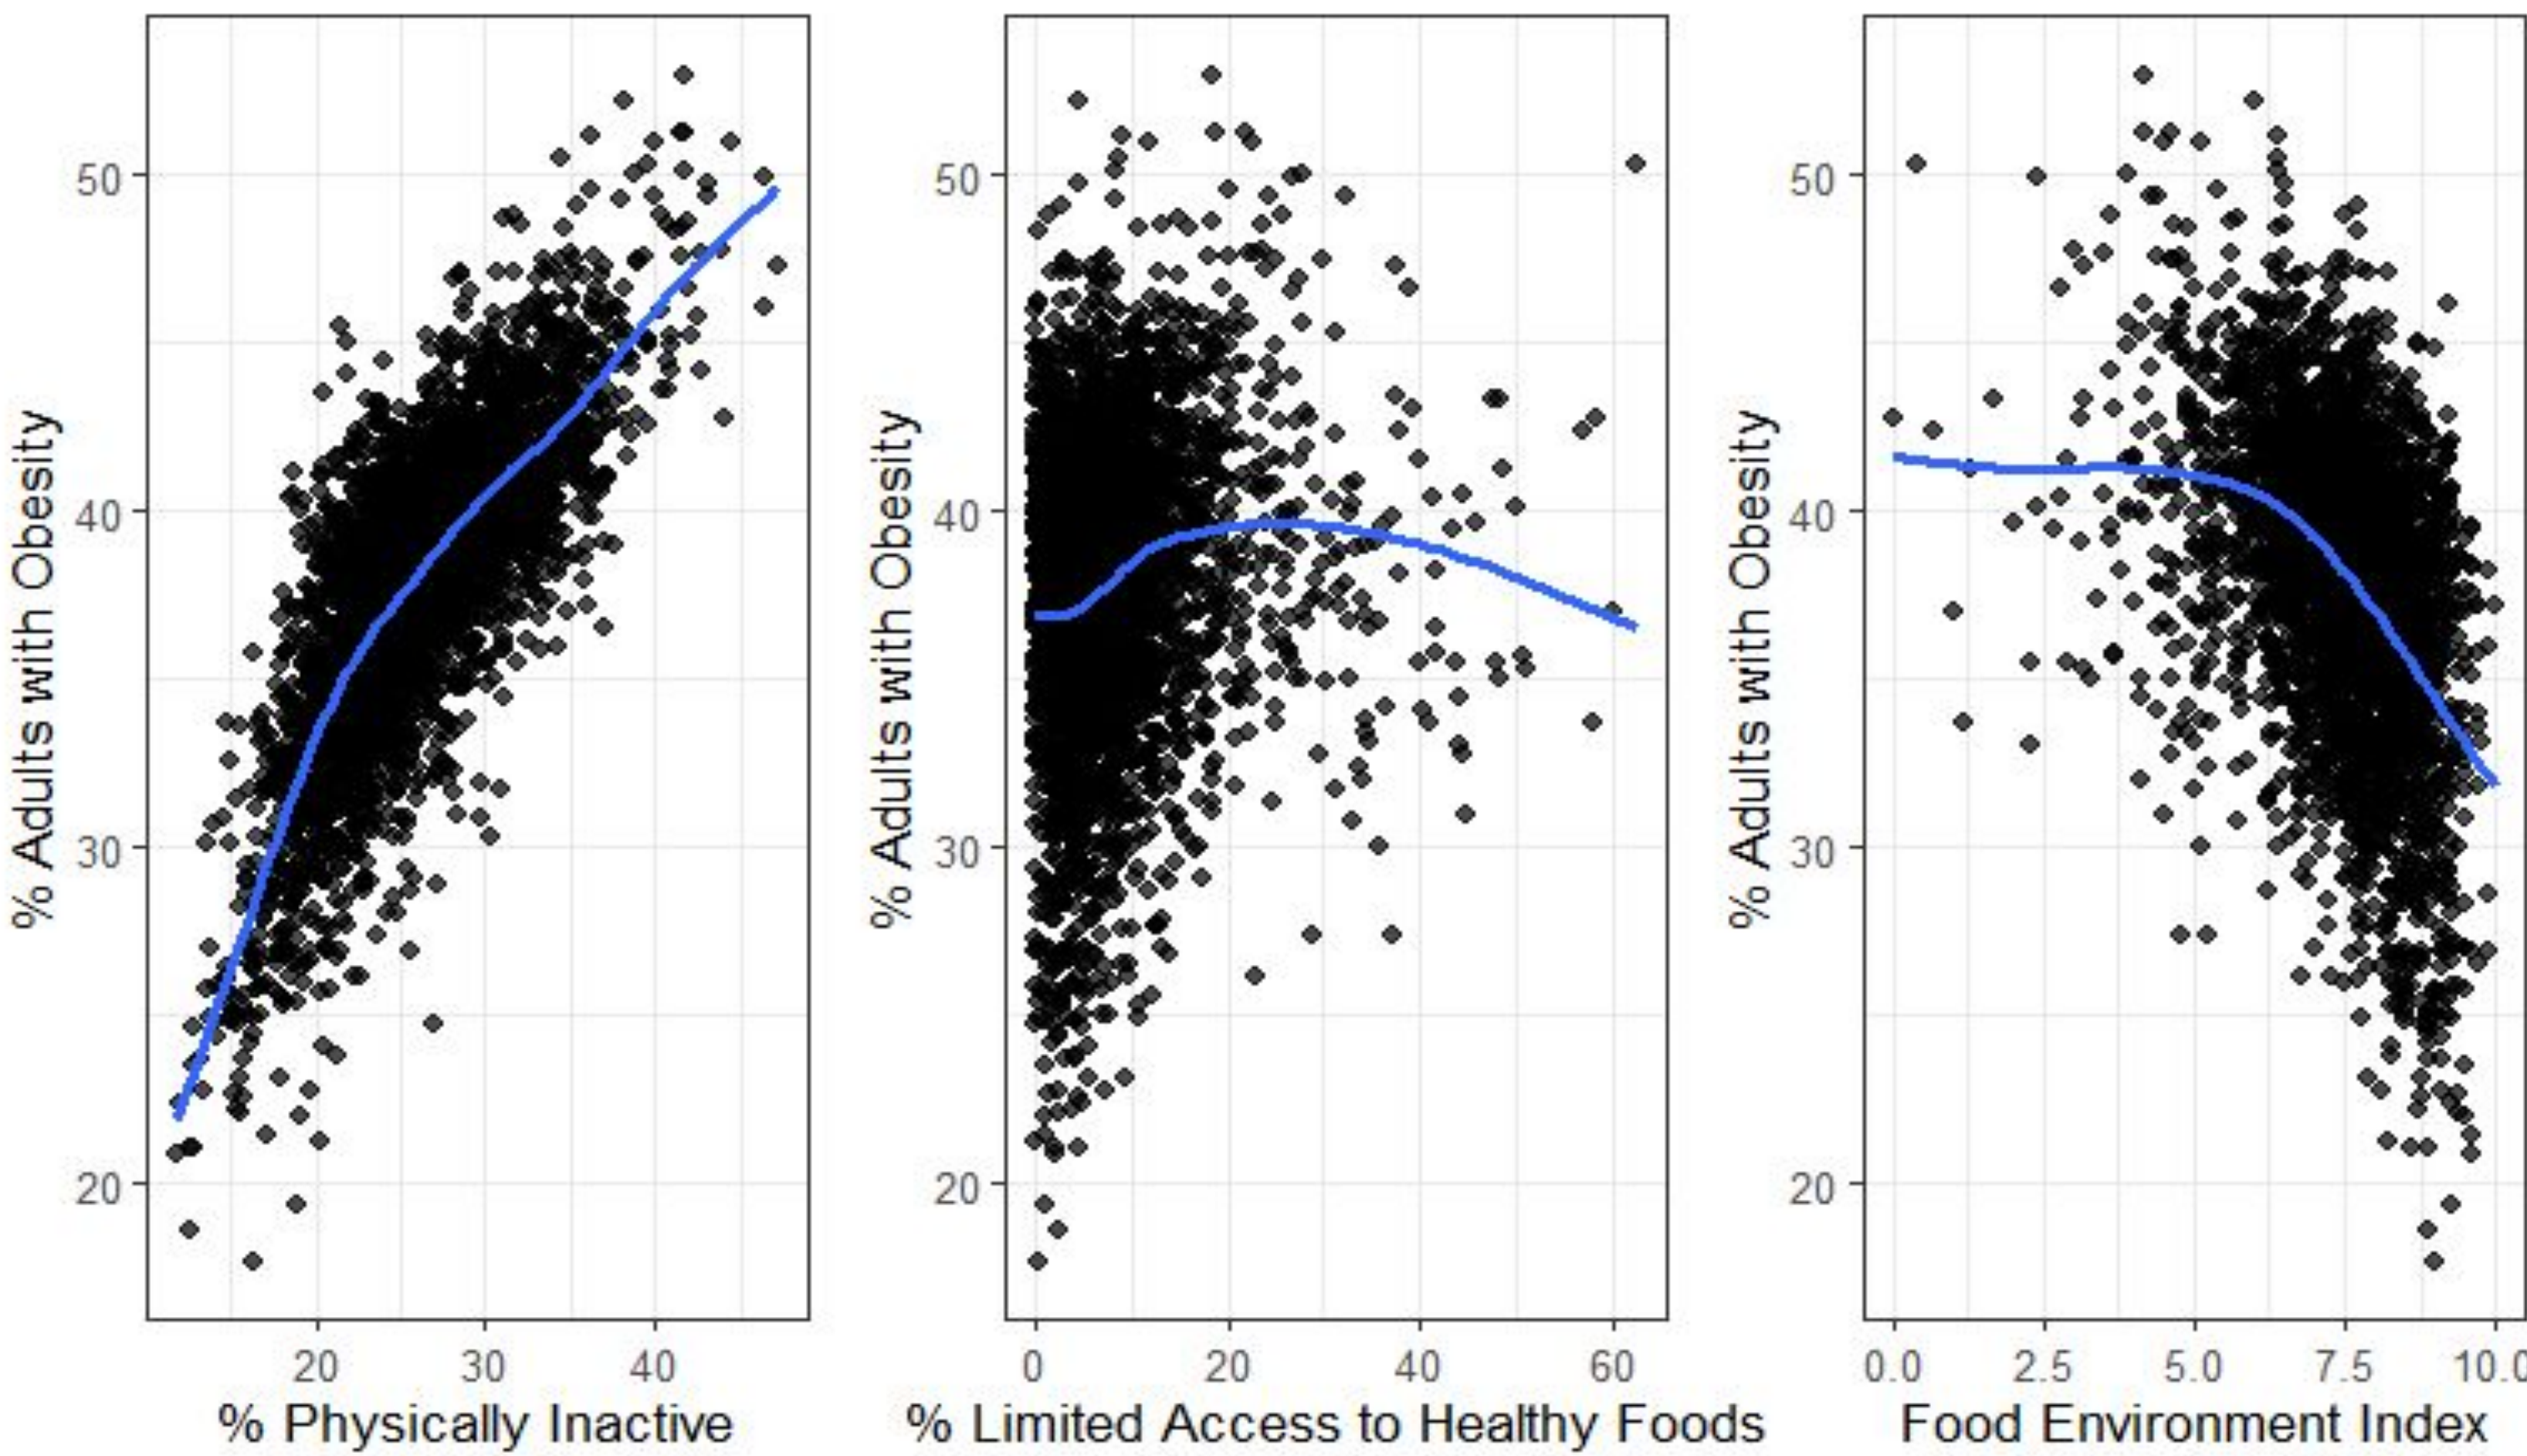 % Adults with Obesity
50
40
30
20
20 30 40
% Physically Inactive
% Adults with Obesity
50
40
30
20
0 20 40 60
% Limited Access to Healthy Foods
% Adults with Obesity
50
40
30
20
0.0 2.5 5.0 7.5 10.0
Food Environment Index